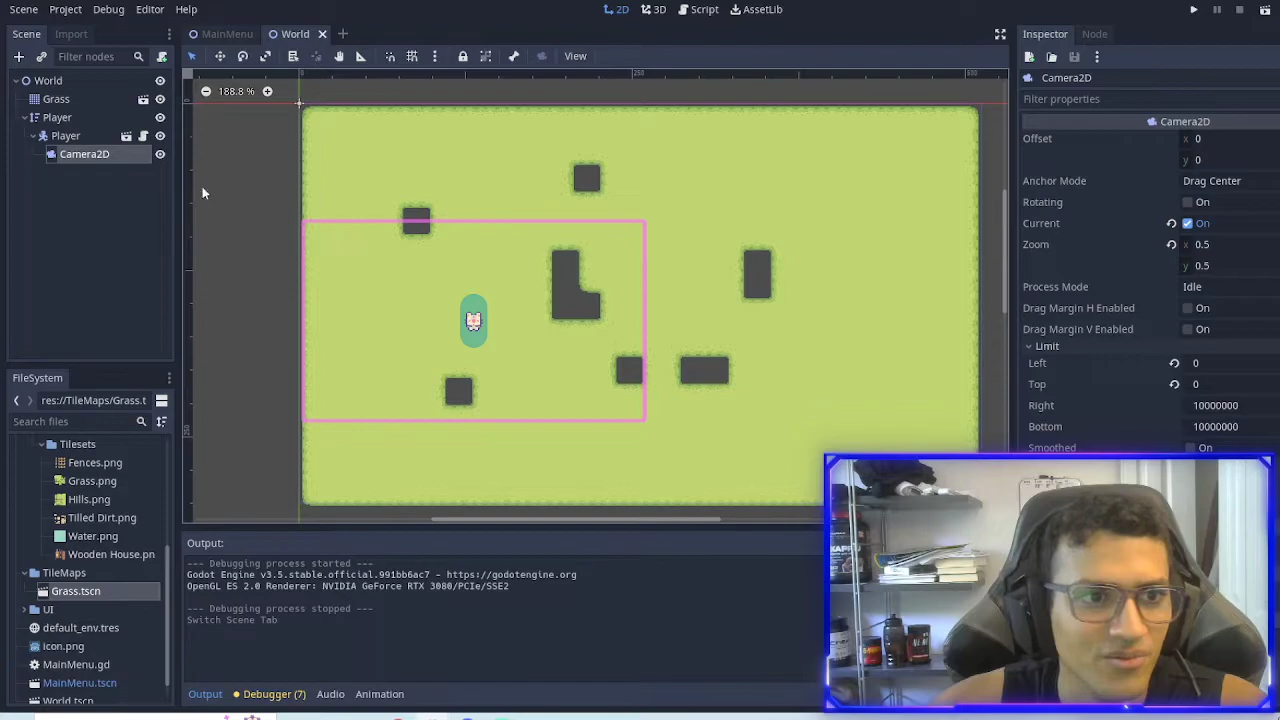 Scene Project Debug Editor Help
2D 3D Script AssetLib
Scene Import
MainMenu World
Inspector Node
Filter nodes
View
World
Grass
Player
Player
Camera2D
188.8 %
0
250
500
Camera2D
Filter properties
Camera2D
Offset x 0
y 0
Anchor Mode Drag Center
Rotating On
Current On
Zoom x 0.5
y 0.5
Process Mode Idle
Drag Margin H Enabled On
Drag Margin V Enabled On
Limit
Left 0
Top 0
Right 10000000
Bottom 10000000
Smoothed On
FileSystem
res://TileMaps/Grass.t
Search files
Tilesets
Fences.png
Grass.png
Hills.png
Tilled Dirt.png
Water.png
Wooden House.pn
TileMaps
Grass.tscn
UI
default_env.tres
icon.png
MainMenu.gd
MainMenu.tscn
World.tscn
Output:
--- Debugging process started ---
Godot Engine v3.5.stable.official.991bb6ac7 - https://godotengine.org
OpenGL ES 2.0 Renderer: NVIDIA GeForce RTX 3080/PCIe/SSE2
--- Debugging process stopped ---
Switch Scene Tab
Output Debugger (7) Audio Animation